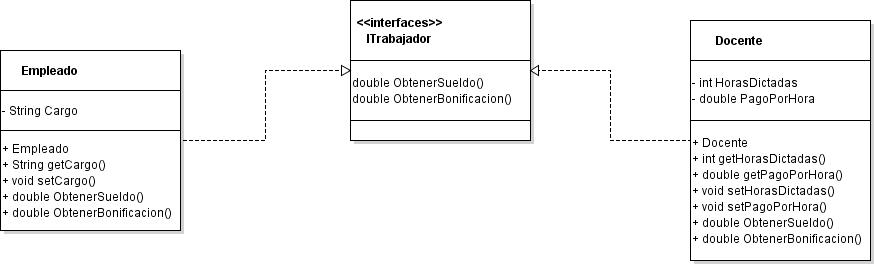 Empleado
- String Cargo
+ Empleado
+ String getCargo()
+ void setCargo()
+ double ObtenerSueldo()
+ double ObtenerBonificacion()
<<interfaces>>
ITrabajador
double ObtenerSueldo()
double ObtenerBonificacion()
Docente
- int HorasDictadas
- double PagoPorHora
+ Docente
+ int getHorasDictadas()
+ double getPagoPorHora()
+ void setHorasDictadas()
+ void setPagoPorHora()
+ double ObtenerSueldo()
+ double ObtenerBonificacion()